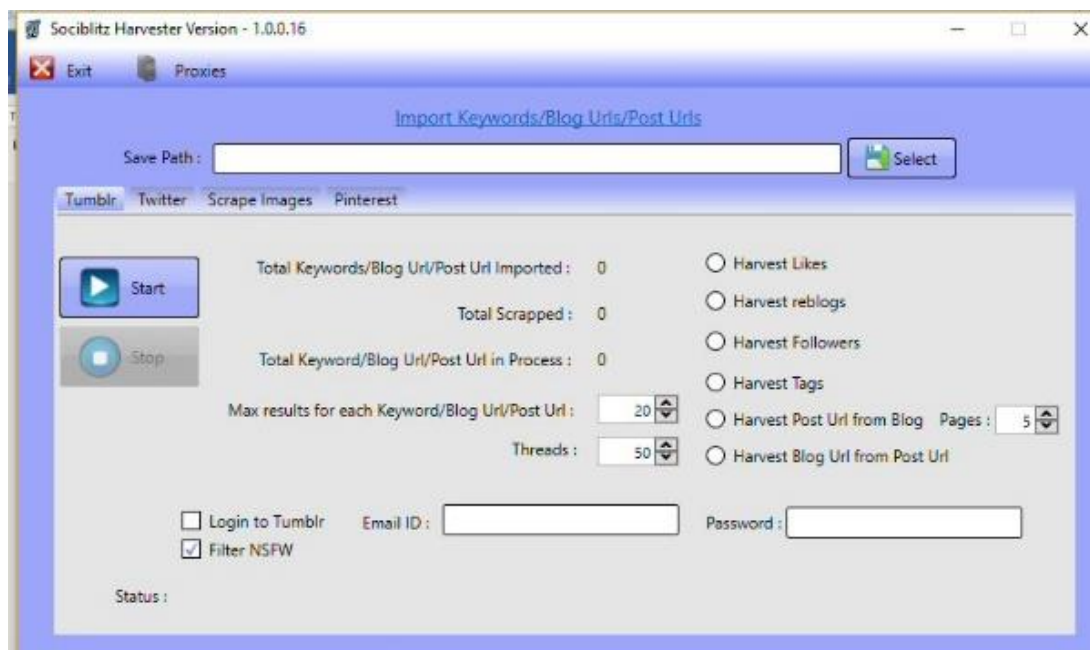 Sociblitz Harvester Version - 1.0.0.16
Exit Proxies
Import Keywords/Blog Urls/Post Urls
Save Path : Select
Tumblr Twitter Scrape Images Pinterest
Start
Stop
Total Keywords/Blog Url/Post Url Imported : 0
Total Scrapped : 0
Total Keyword/Blog Url/Post Url in Process : 0
Max results for each Keyword/Blog Url/Post Url : 20
Threads : 50
Harvest Likes
Harvest reblogs
Harvest Followers
Harvest Tags
Harvest Post Url from Blog Pages : 5
Harvest Blog Url from Post Url
Login to Tumblr Email ID : Password :
Filter NSFW
Status :